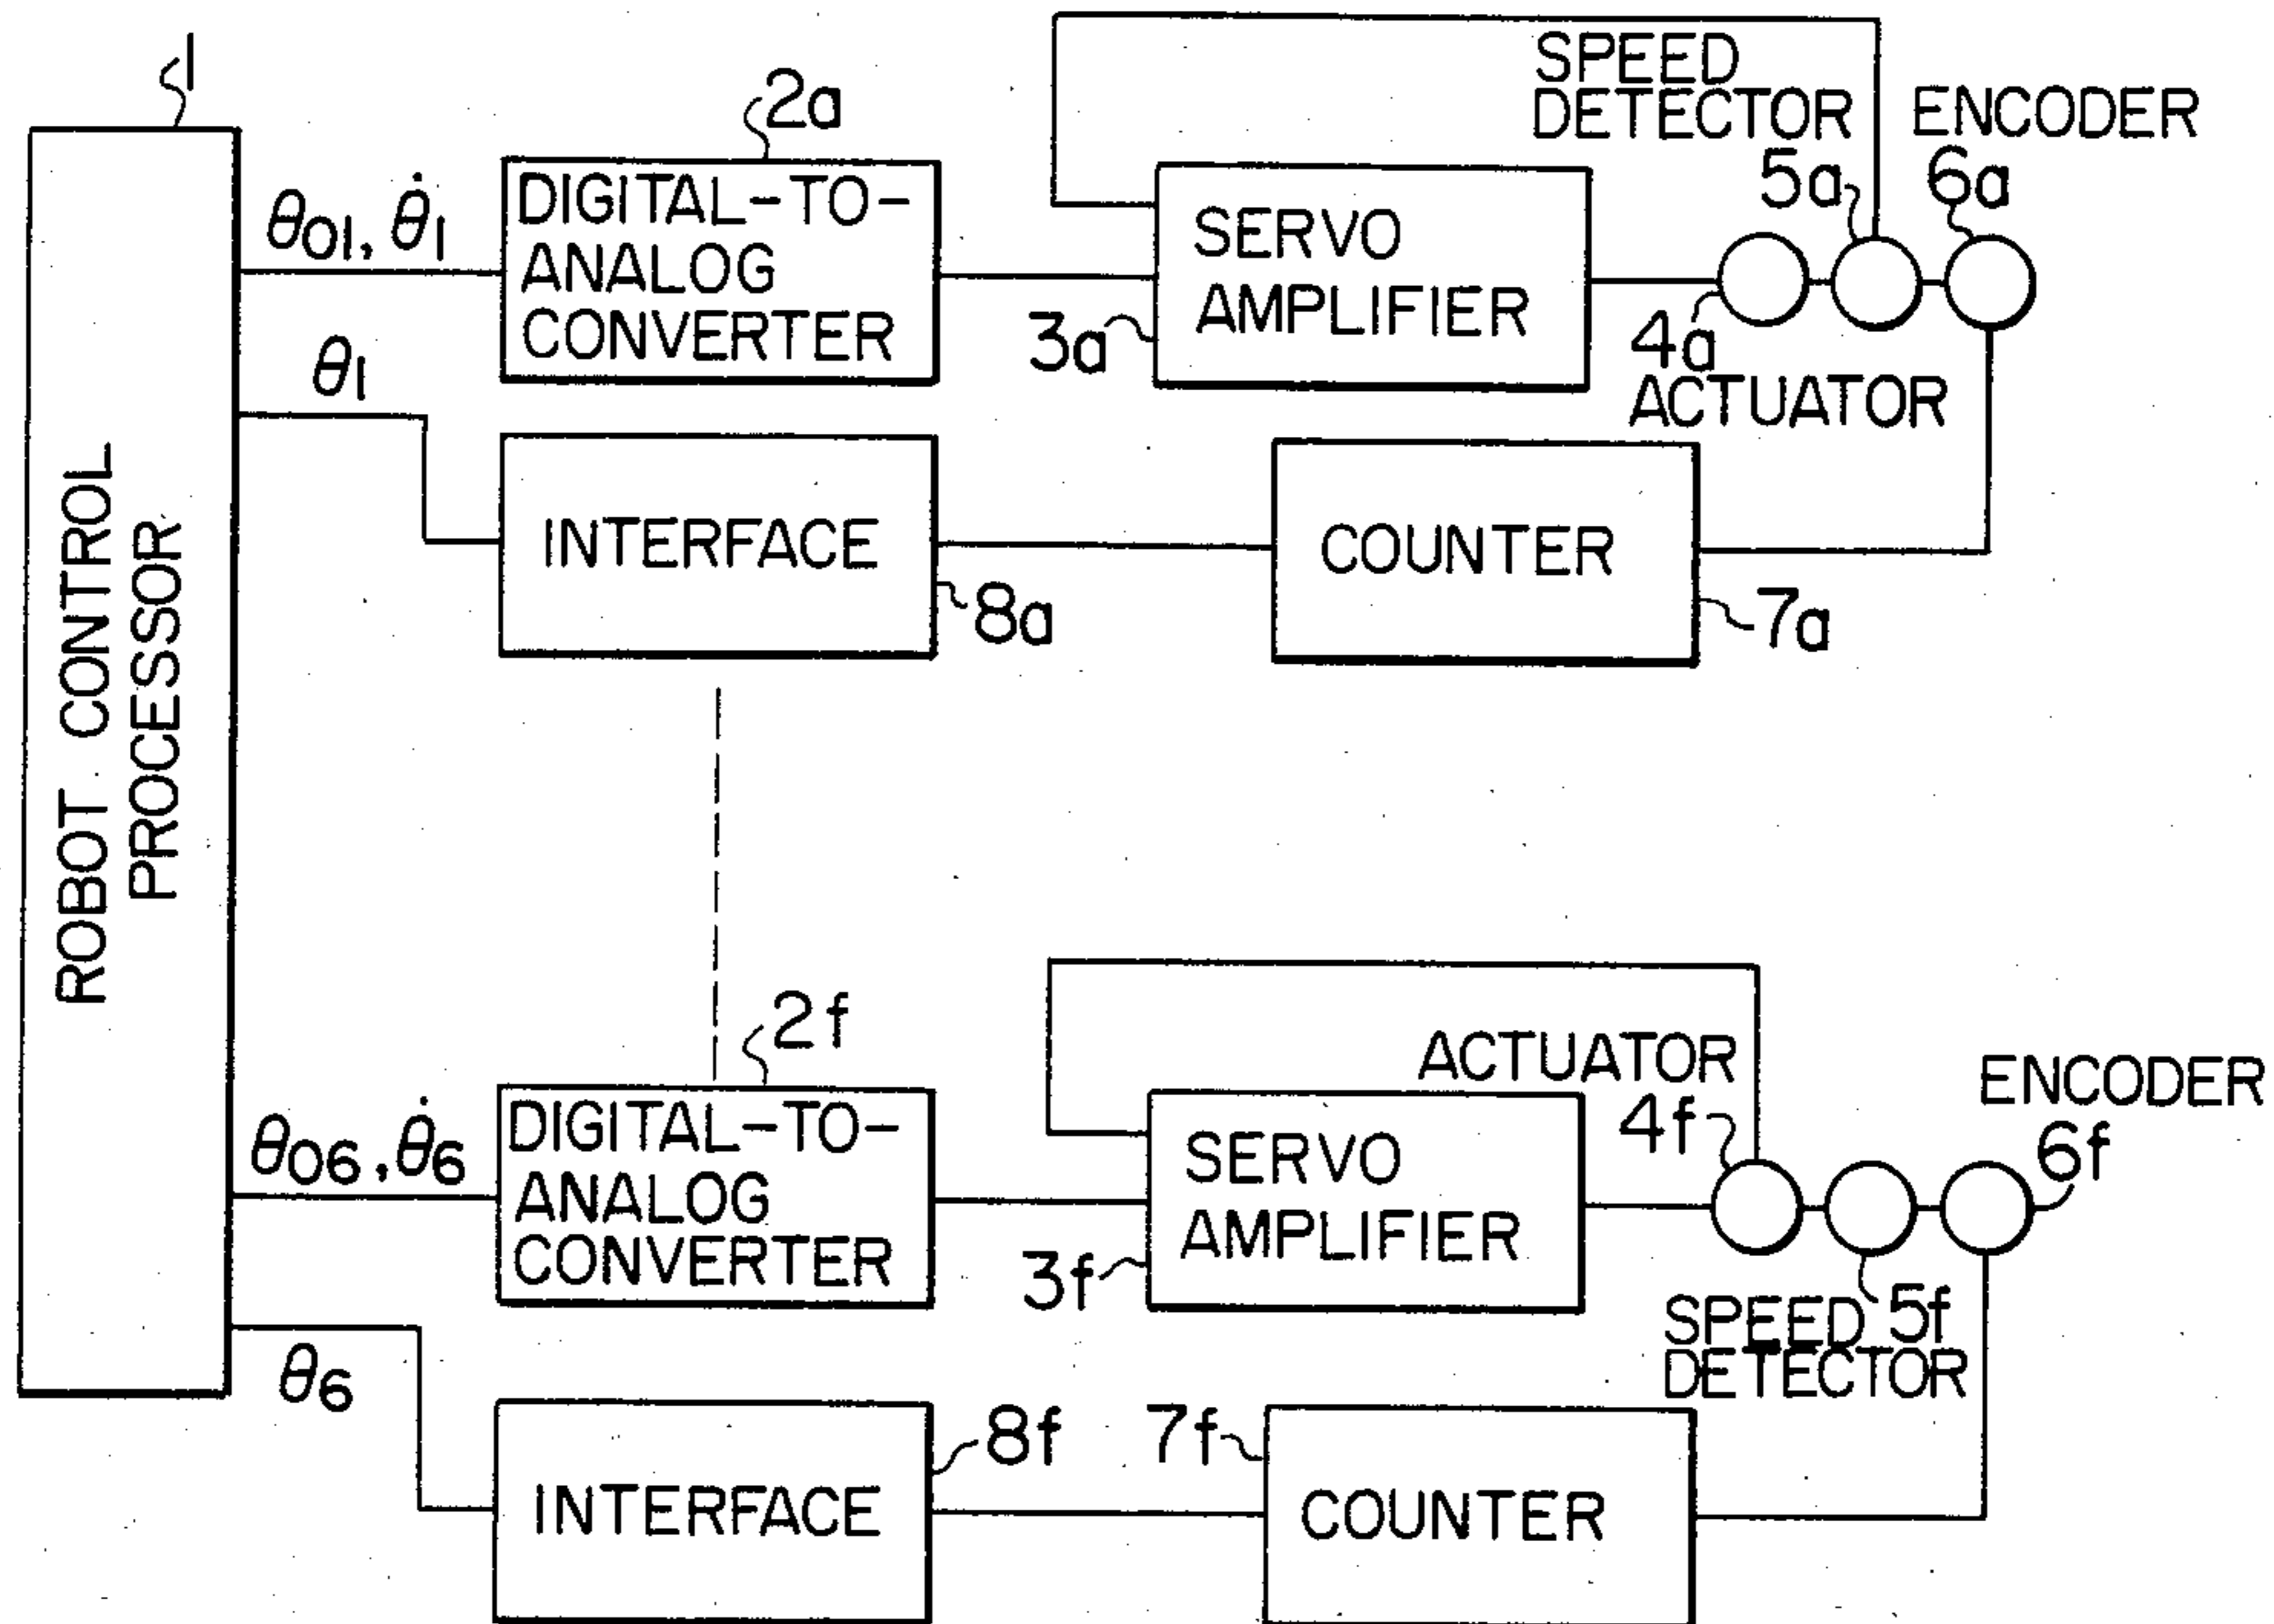 1
ROBOT CONTROL
PROCESSOR
θ01, θ̇1
2a
DIGITAL-TO-
ANALOG
CONVERTER
3a
SERVO
AMPLIFIER
SPEED
DETECTOR
5a
ENCODER
6a
4a
ACTUATOR
θ1
INTERFACE
8a
COUNTER
7a
θ06, θ̇6
2f
DIGITAL-TO-
ANALOG
CONVERTER
3f
SERVO
AMPLIFIER
ACTUATOR
4f
ENCODER
6f
SPEED 5f
DETECTOR
θ6
INTERFACE
8f
7f
COUNTER